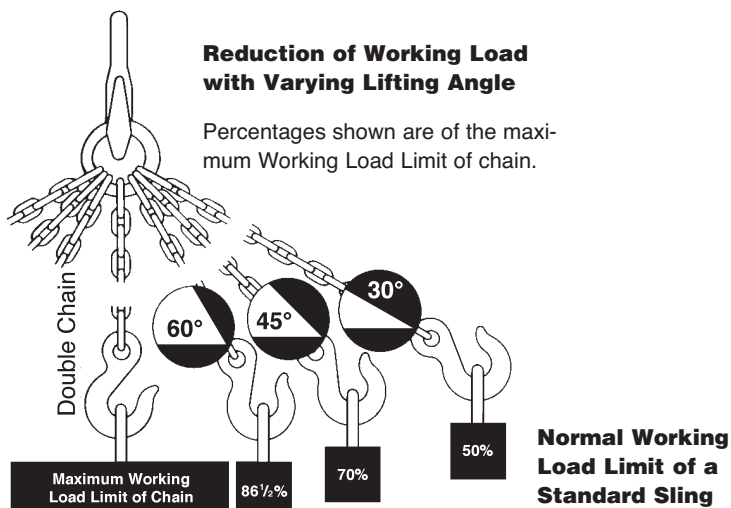 Reduction of Working Load
with Varying Lifting Angle
Percentages shown are of the maxi-
mum Working Load Limit of chain.
Double Chain
60°
45°
30°
Maximum Working
Load Limit of Chain
86½%
70%
50%
Normal Working
Load Limit of a
Standard Sling